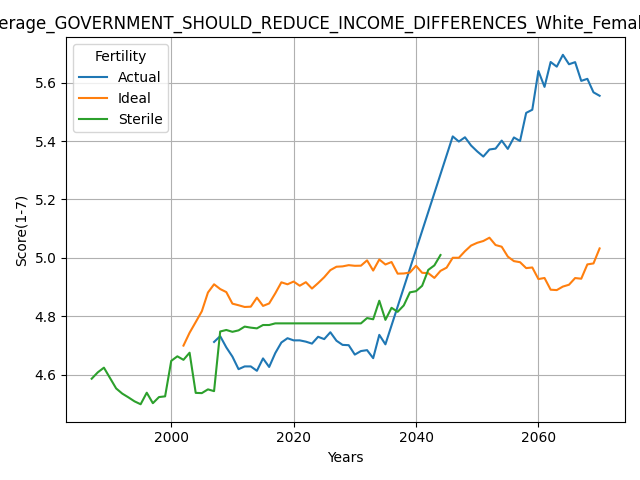 erage_GOVERNMENT_SHOULD_REDUCE_INCOME_DIFFERENCES_White_Fema
Fertility
Actual
Ideal
Sterile
Score(1-7)
5.6
5.4
5.2
5.0
4.8
4.6
2000 2020 2040 2060
Years